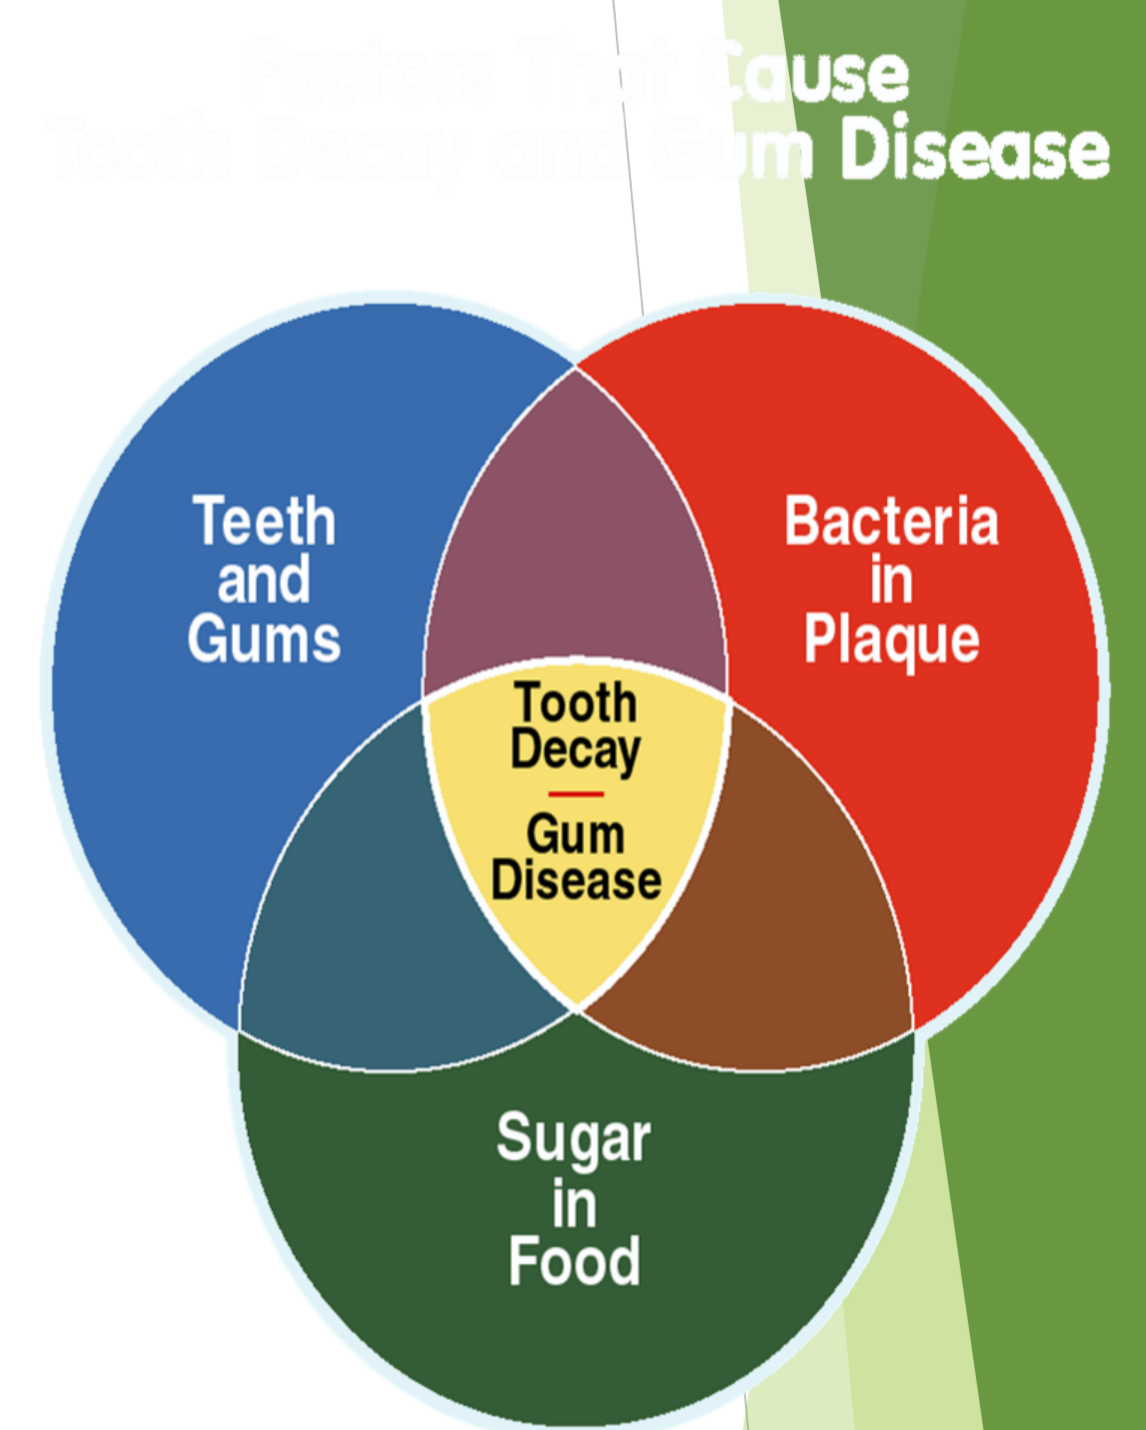 Factors That Cause
Tooth Decay and Gum Disease
Teeth
and
Gums
Bacteria
in
Plaque
Tooth
Decay
Gum
Disease
Sugar
in
Food